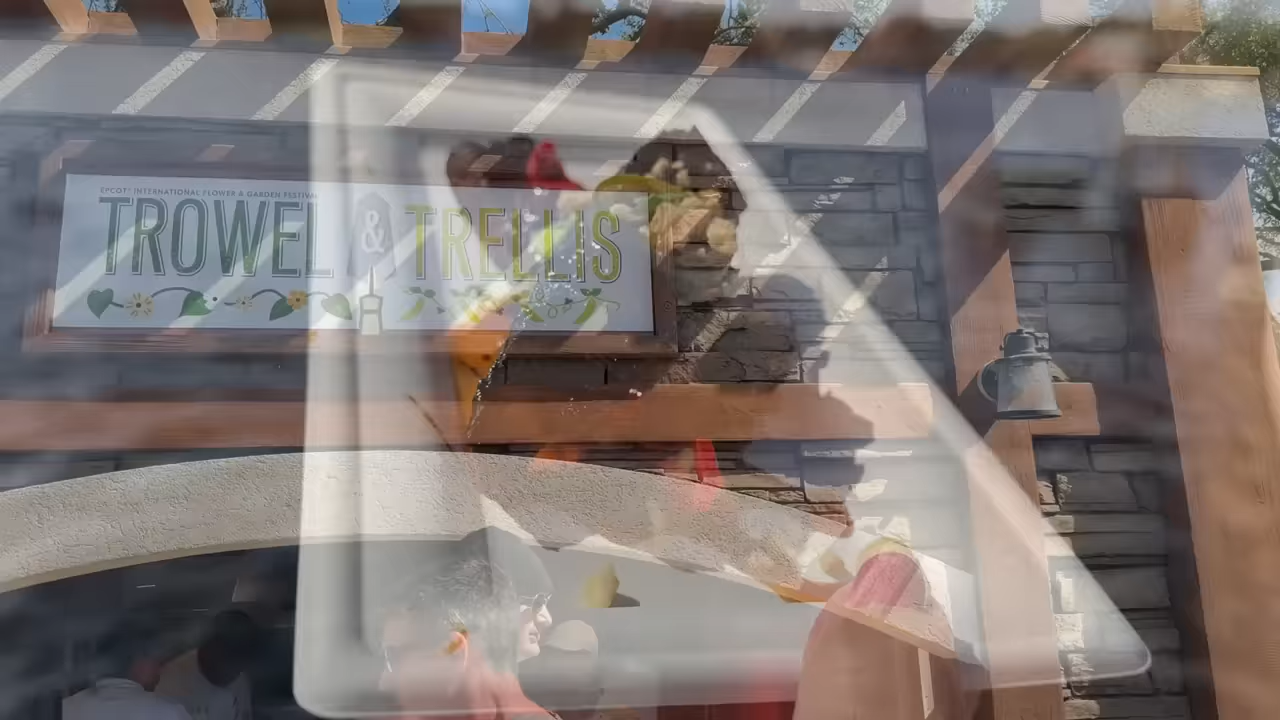 EPCOT® INTERNATIONAL FLOWER & GARDEN FESTIVAL
TROWEL & TRELLIS